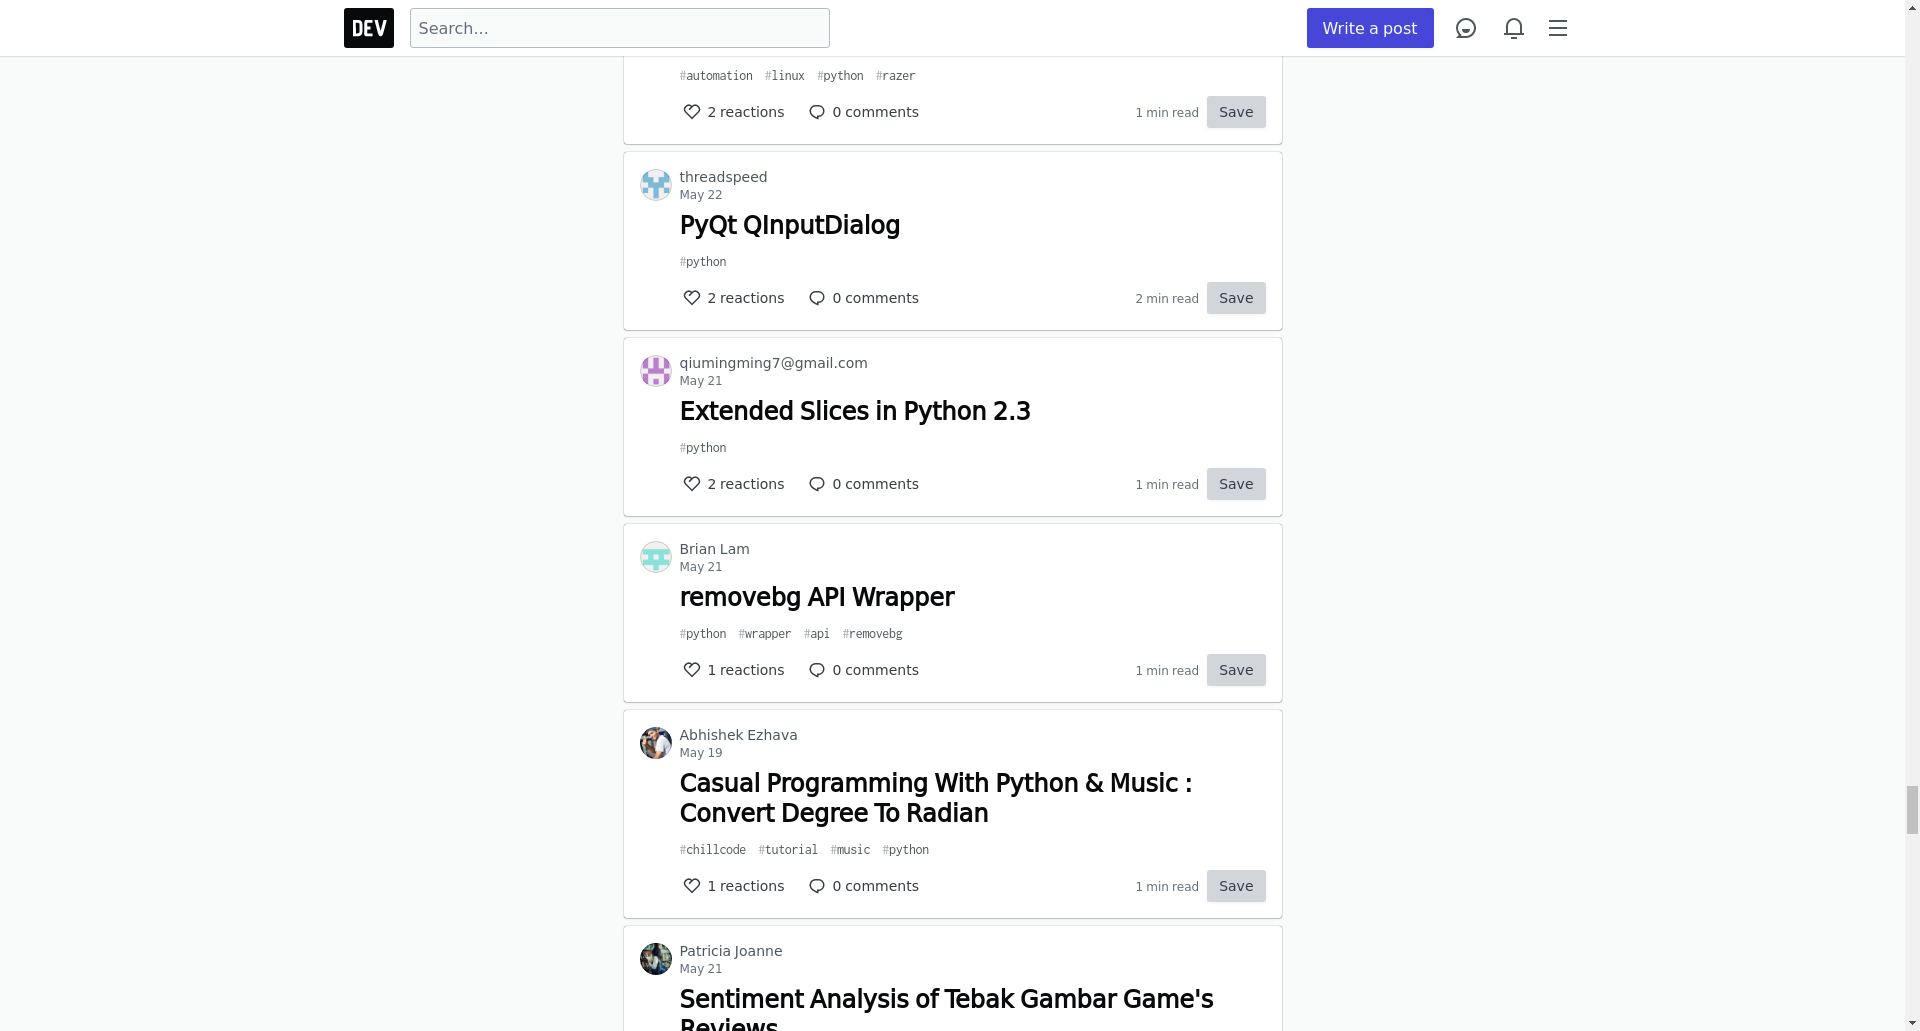 DEV
Search...
Write a post
#automation #linux #python #razer
2 reactions 0 comments 1 min read Save
threadspeed
May 22
PyQt QInputDialog
#python
2 reactions 0 comments 2 min read Save
qiumingming7@gmail.com
May 21
Extended Slices in Python 2.3
#python
2 reactions 0 comments 1 min read Save
Brian Lam
May 21
removebg API Wrapper
#python #wrapper #api #removebg
1 reactions 0 comments 1 min read Save
Abhishek Ezhava
May 19
Casual Programming With Python & Music :
Convert Degree To Radian
#chillcode #tutorial #music #python
1 reactions 0 comments 1 min read Save
Patricia Joanne
May 21
Sentiment Analysis of Tebak Gambar Game's
Reviews